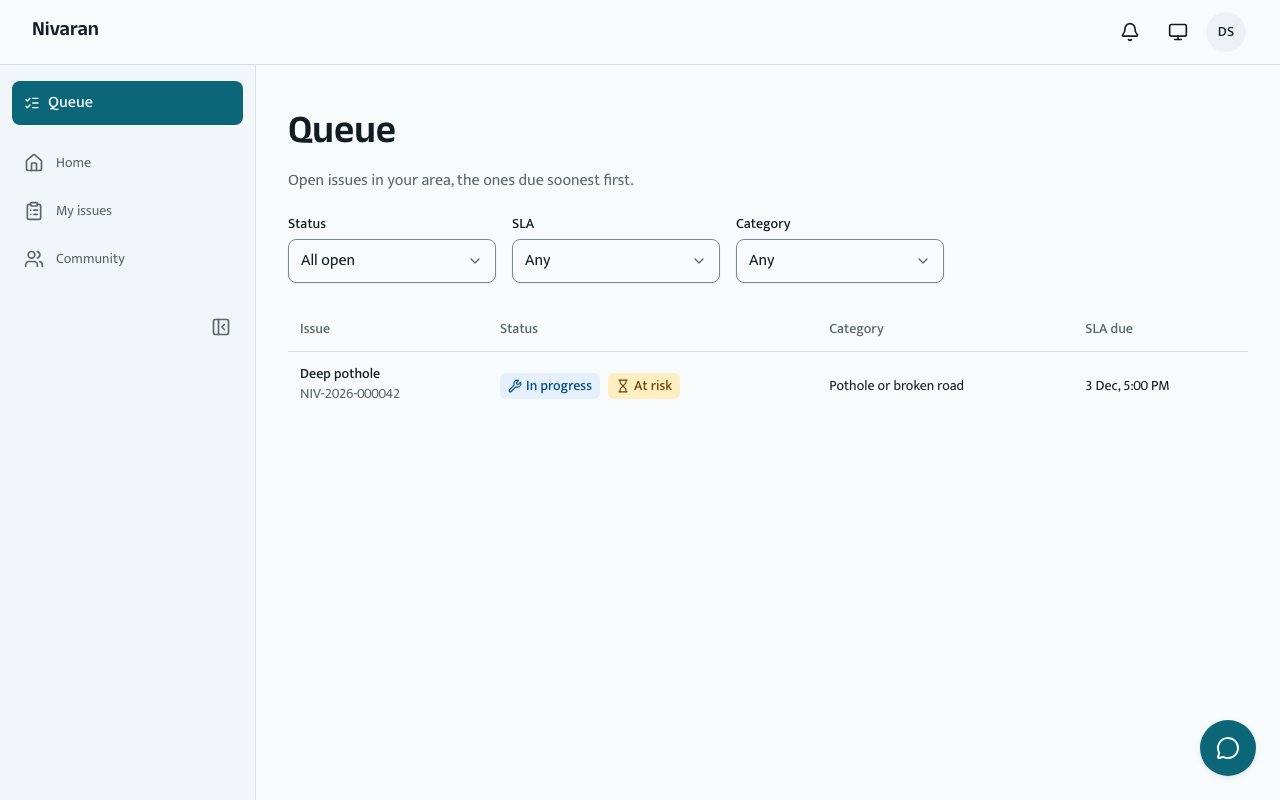 Nivaran
DS
Queue
Home
My issues
Community
Queue
Open issues in your area, the ones due soonest first.
Status SLA Category
All open Any Any
Issue Status Category SLA due
Deep pothole
NIV-2026-000042
In progress At risk Pothole or broken road 3 Dec, 5:00 PM